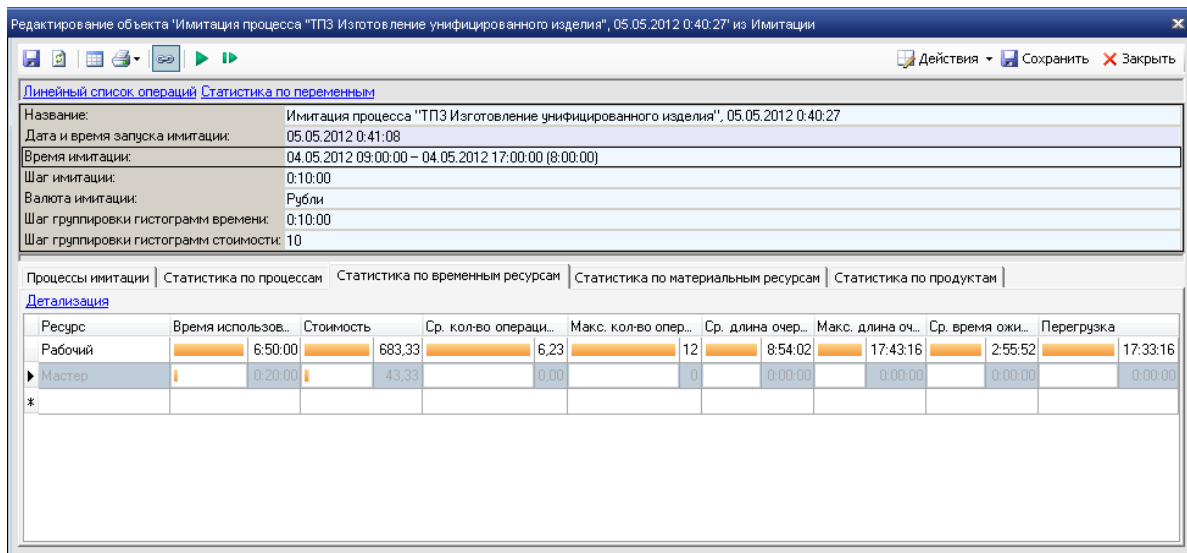 Редактирование объекта 'Имитация процесса "ТП3 Изготовление унифицированного изделия", 05.05.2012 0:40:27' из Имитации
Действия Сохранить Закрыть
Линейный список операций Статистика по переменным
Название: Имитация процесса "ТП3 Изготовление унифицированного изделия", 05.05.2012 0:40:27
Дата и время запуска имитации: 05.05.2012 0:41:08
Время имитации: 04.05.2012 09:00:00 – 04.05.2012 17:00:00 (8:00:00)
Шаг имитации: 0:10:00
Валюта имитации: Рубли
Шаг группировки гистограмм времени: 0:10:00
Шаг группировки гистограмм стоимости: 10
Процессы имитации Статистика по процессам Статистика по временным ресурсам Статистика по материальным ресурсам Статистика по продуктам
Детализация
Ресурс Время использов... Стоимость Ср. кол-во операци... Макс. кол-во опер... Ср. длина очер... Макс. длина оч... Ср. время ожи... Перегрузка
Рабочий 6:50:00 683,33 6,23 12 8:54:02 17:43:16 2:55:52 17:33:16
Мастер 0:20:00 43,33 0,00 0 0:00:00 0:00:00 0:00:00 0:00:00